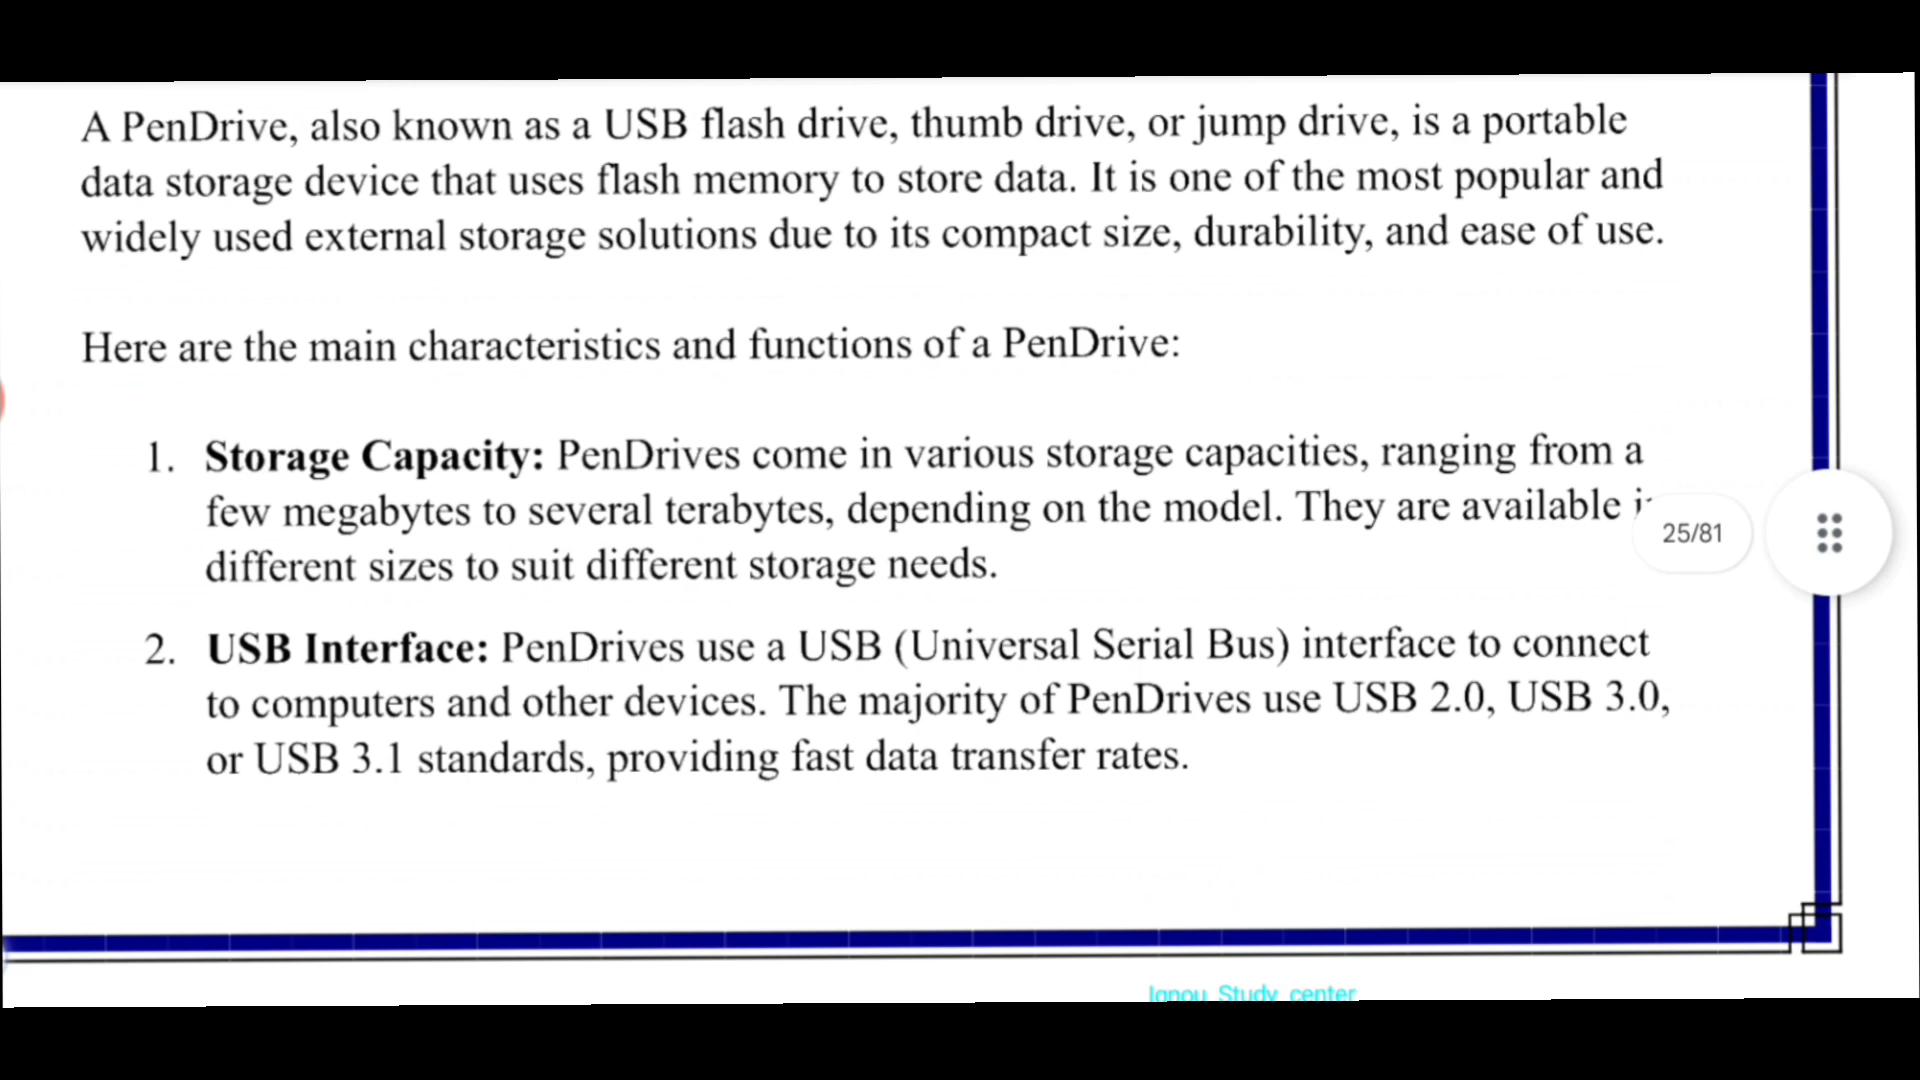 A PenDrive, also known as a USB flash drive, thumb drive, or jump drive, is a portable
data storage device that uses flash memory to store data. It is one of the most popular and
widely used external storage solutions due to its compact size, durability, and ease of use.
Here are the main characteristics and functions of a PenDrive:
1. Storage Capacity: PenDrives come in various storage capacities, ranging from a
few megabytes to several terabytes, depending on the model. They are available
25/81
different sizes to suit different storage needs.
2. USB Interface: PenDrives use a USB (Universal Serial Bus) interface to connect
to computers and other devices. The majority of PenDrives use USB 2.0, USB 3.0,
or USB 3.1 standards, providing fast data transfer rates.
Ignou Study center